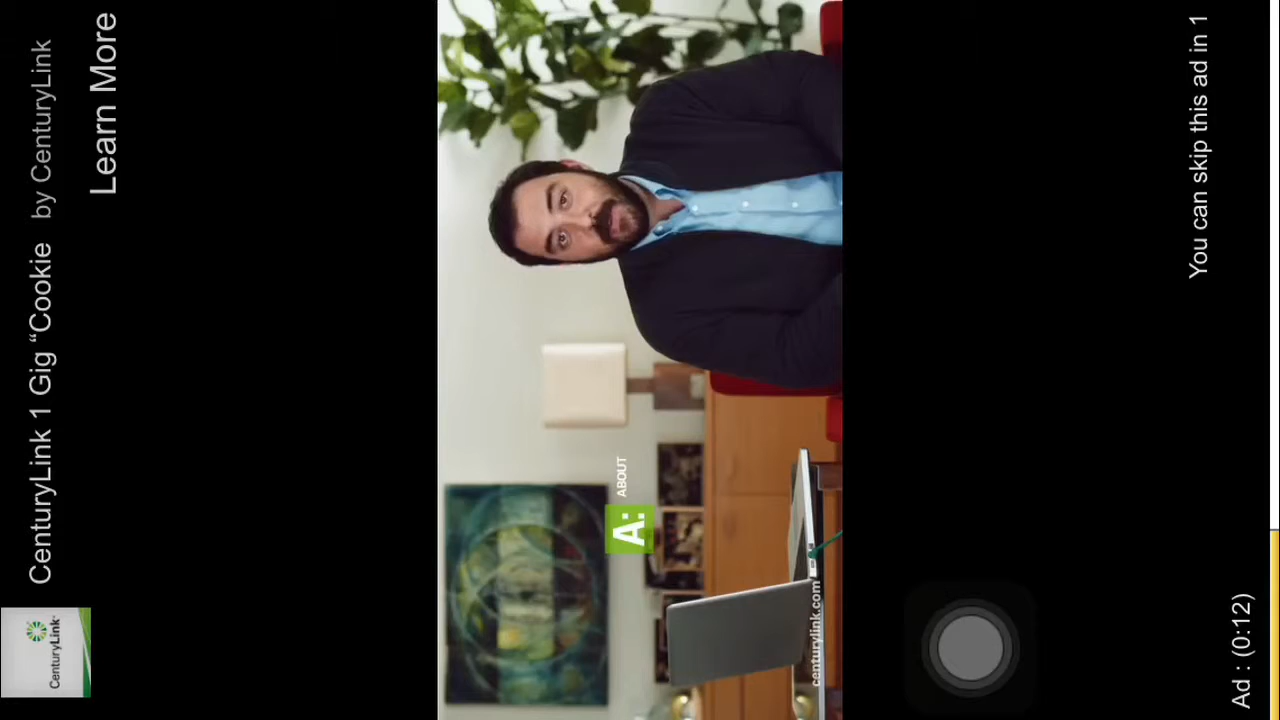 CenturyLink
CenturyLink 1 Gig “Cookie by CenturyLink
Learn More
A: ABOUT
centurylink.com
You can skip this ad in 1
Ad : (0:12)